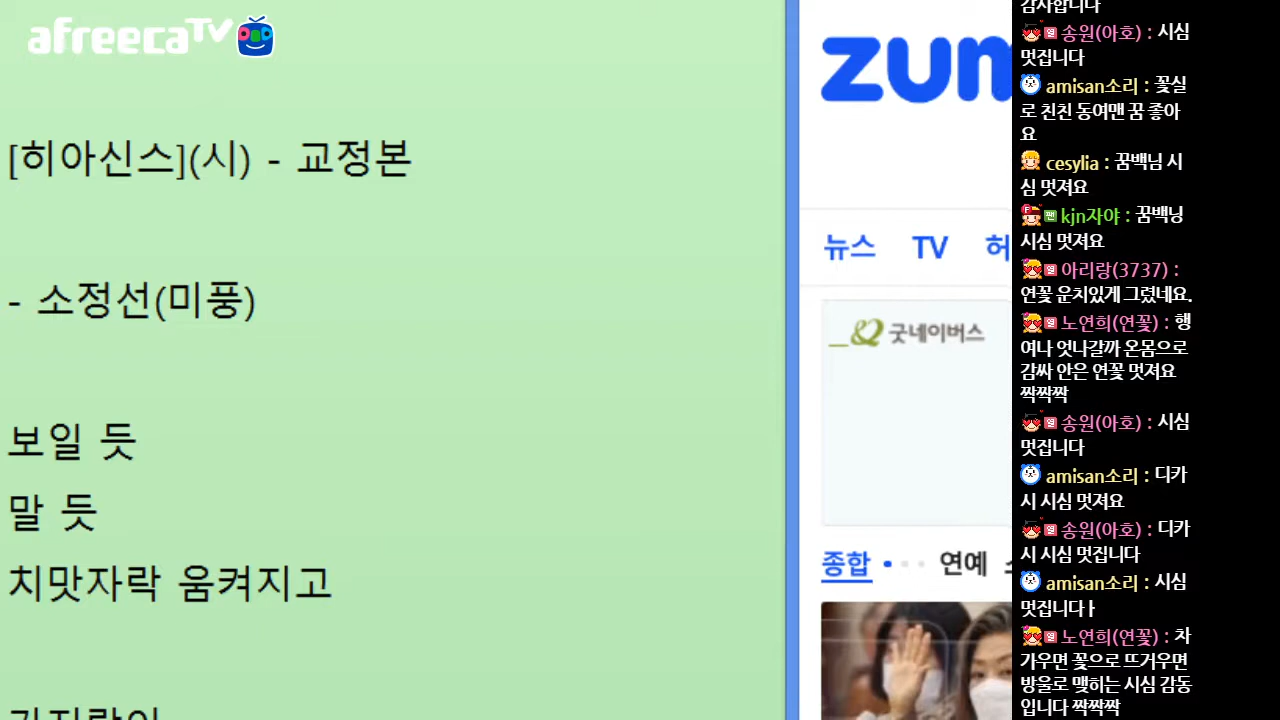 afreecaTV
[히아신스](시) - 교정본
- 소정선(미풍)
보일 듯
말 듯
치맛자락 움켜지고
zum
뉴스 TV 허
굿네이버스
종합 연예
감사합니다
송원(아호) : 시심
멋집니다
amisan소리 : 꽃실
로 친친 동여맨 꿈 좋아
요
cesylia : 꿈백님 시
심 멋져요
kjn자야 : 꿈백닝
시심 멋져요
아리랑(3737) :
연꽃 운치있게 그렸네요.
노연희(연꽃) : 행
여나 엇나갈까 온몸으로
감싸 안은 연꽃 멋져요
짝짝짝
송원(아호) : 시심
멋집니다
amisan소리 : 디카
시 시심 멋져요
송원(아호) : 디카
시 시심 멋집니다
amisan소리 : 시심
멋집니다ㅏ
노연희(연꽃) : 차
가우면 꽃으로 뜨거우면
방울로 맺히는 시심 감동
입니다 짝짝짝